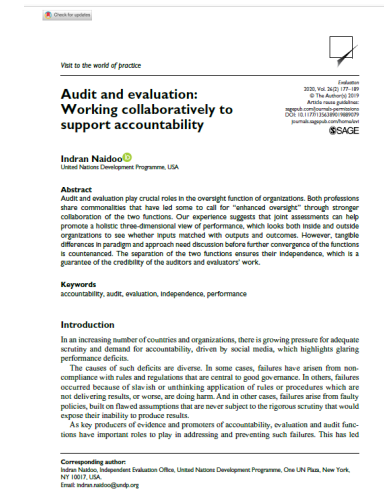 Check for updates
Visit to the world of practice
Evaluation
2020, Vol. 26(2) 177–189
© The Author(s) 2019
Article reuse guidelines:
sagepub.com/journals-permissions
DOI: 10.1177/1356389019889079
journals.sagepub.com/home/evi
SAGE
Audit and evaluation:
Working collaboratively to
support accountability
Indran Naidoo
United Nations Development Programme, USA
Abstract
Audit and evaluation play crucial roles in the oversight function of organizations. Both professions
share commonalities that have led some to call for “enhanced oversight” through stronger
collaboration of the two functions. Our experience suggests that joint assessments can help
promote a holistic three-dimensional view of performance, which looks both inside and outside
organizations to see whether inputs matched with outputs and outcomes. However, tangible
differences in paradigm and approach need discussion before further convergence of the functions
is countenanced. The separation of the two functions ensures their independence, which is a
guarantee of the credibility of the auditors and evaluators’ work.
Keywords
accountability, audit, evaluation, independence, performance
Introduction
In an increasing number of countries and organizations, there is growing pressure for adequate
scrutiny and demand for accountability, driven by social media, which highlights glaring
performance deficits.
The causes of such deficits are diverse. In some cases, failures have arisen from non-
compliance with rules and regulations that are central to good governance. In others, failures
occurred because of slavish or unthinking application of rules or procedures which are
not delivering results, or worse, are doing harm. And in other cases, failures arise from faulty
policies, built on flawed assumptions that are never subject to the rigorous scrutiny that would
expose their inability to produce results.
As key producers of evidence and promoters of accountability, evaluation and audit func-
tions have important roles to play in addressing and preventing such failures. This has led
Corresponding author:
Indran Naidoo, Independent Evaluation Office, United Nations Development Programme, One UN Plaza, New York,
NY 10017, USA.
Email: indran.naidoo@undp.org